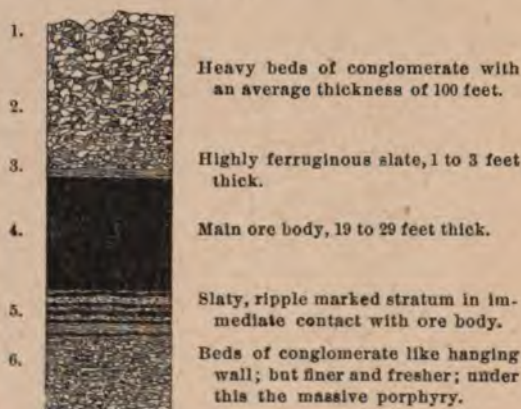 1.
Heavy beds of conglomerate with
an average thickness of 100 feet.
2.
3.
Highly ferruginous slate, 1 to 3 feet
thick.
4.
Main ore body, 19 to 29 feet thick.
5.
Slaty, ripple marked stratum in im-
mediate contact with ore body.
6.
Beds of conglomerate like hanging
wall; but finer and fresher; under
this the massive porphyry.